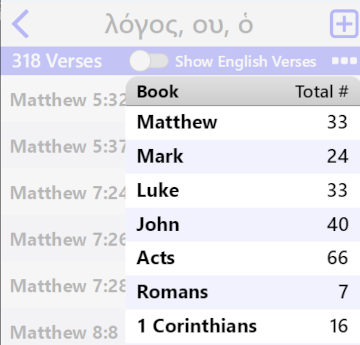 λόγος, ου, ὁ
318 Verses Show English Verses
Matthew 5:32
Matthew 5:37
Matthew 7:24
Matthew 7:26
Matthew 7:28
Matthew 8:8
Book Total #
Matthew 33
Mark 24
Luke 33
John 40
Acts 66
Romans 7
1 Corinthians 16